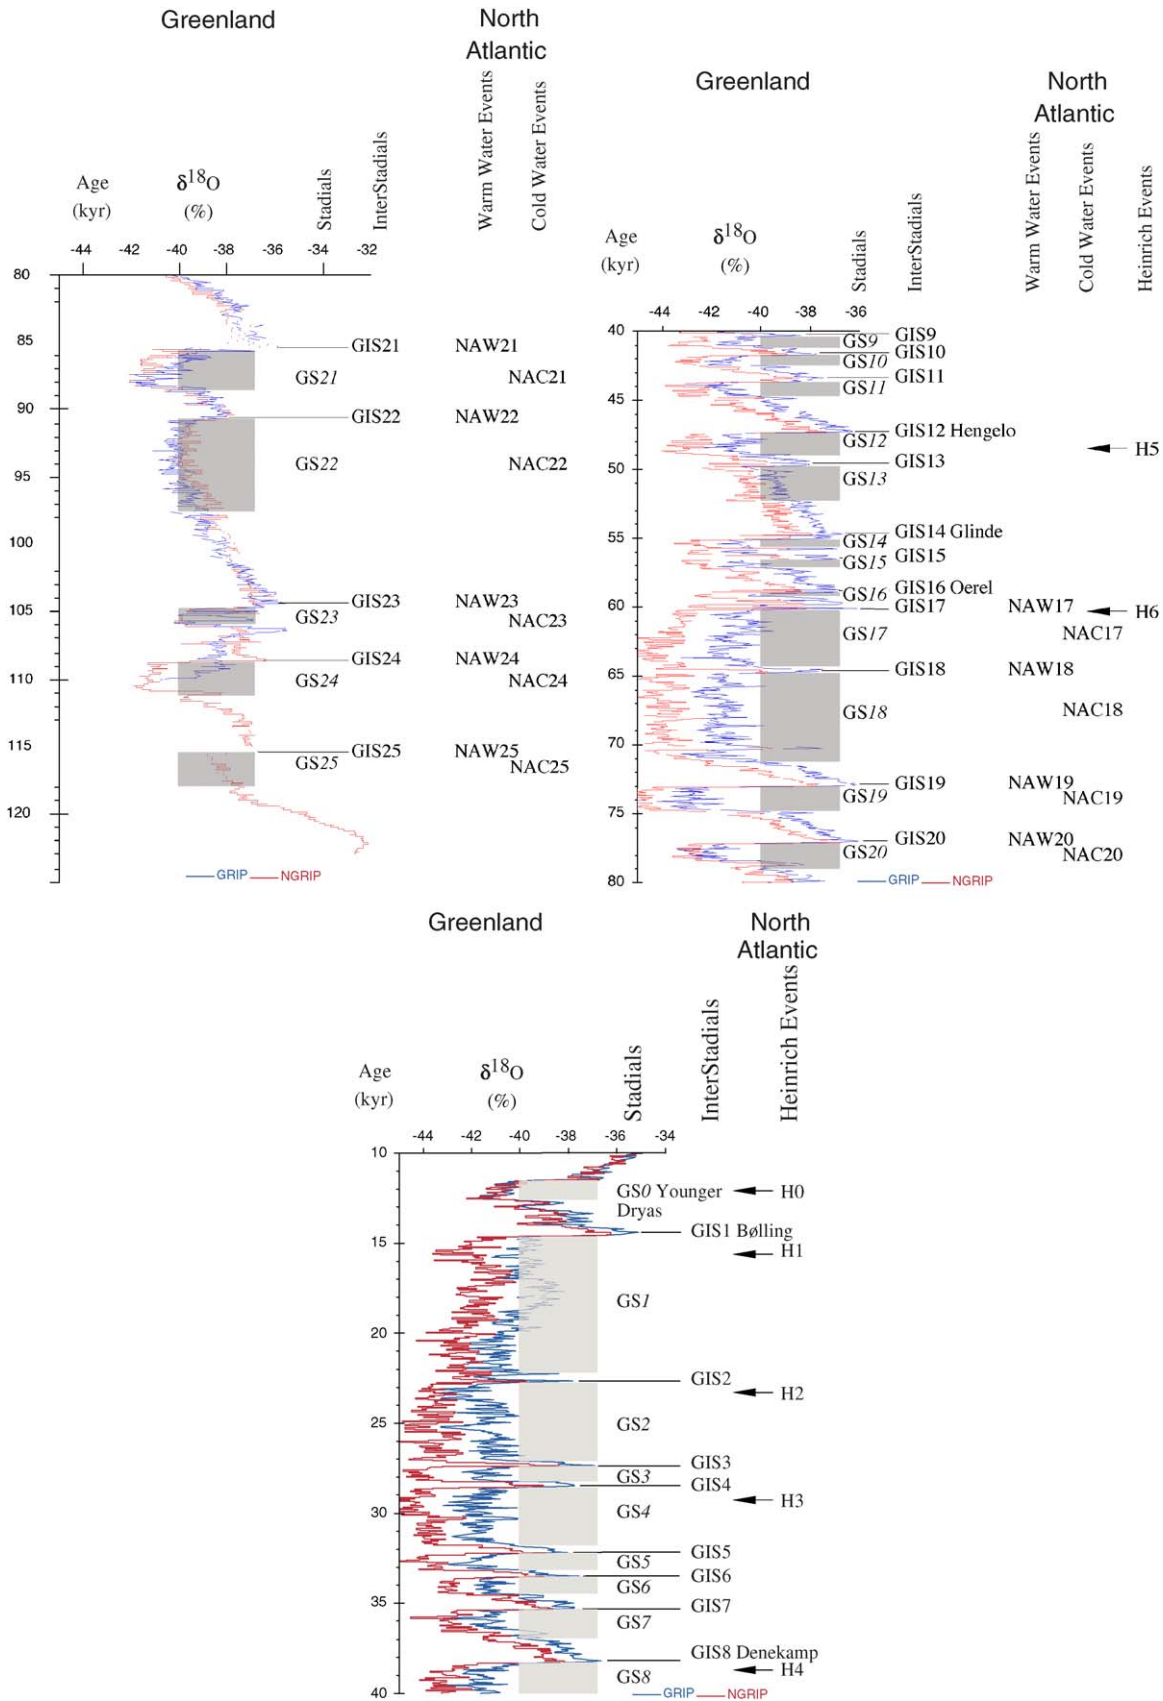 Greenland
North
Atlantic
Warm Water Events
Cold Water Events
Stadials
InterStadials
Age
(kyr)
δ18O
(%)
-44 -42 -40 -38 -36 -34 -32
80
85
GIS21 NAW21
GS21 NAC21
90
GIS22 NAW22
GS22 NAC22
95
100
GIS23 NAW23
105
GS23 NAC23
GIS24 NAW24
110
GS24 NAC24
115
GIS25 NAW25
GS25 NAC25
120
GRIP NGRIP
Greenland
North
Atlantic
Warm Water Events
Cold Water Events
Heinrich Events
Stadials
InterStadials
Age
(kyr)
δ18O
(%)
-44 -42 -40 -38 -36
40
GIS9
GS9
GIS10
GS10
GIS11
GS11
45
GIS12 Hengelo
GS12
H5
GIS13
50
GS13
GIS14 Glinde
55
GS14
GIS15
GS15
GIS16 Oerel
GS16
60
GIS17 NAW17
H6
GS17 NAC17
65
GIS18 NAW18
GS18 NAC18
70
GIS19 NAW19
GS19 NAC19
75
GIS20 NAW20
GS20 NAC20
80
GRIP NGRIP
Greenland
North
Atlantic
Stadials
InterStadials
Heinrich Events
Age
(kyr)
δ18O
(%)
-44 -42 -40 -38 -36 -34
10
GS0 Younger
Dryas
H0
GIS1 Bølling
15
H1
GS1
20
GIS2
H2
GS2
25
GIS3
GS3
GIS4
H3
GS4
30
GIS5
GS5
GIS6
GS6
35
GIS7
GS7
GIS8 Denekamp
H4
GS8
40
GRIP NGRIP